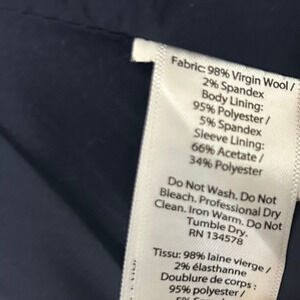 Fabric: 98% Virgin Wool /
2% Spandex
Body Lining:
95% Polyester /
5% Spandex
Sleeve Lining:
66% Acetate /
34% Polyester
Do Not Wash. Do Not
Bleach. Professional Dry
Clean. Iron Warm. Do Not
Tumble Dry.
RN 134578
Tissu: 98% laine vierge /
2% élasthanne
Doublure de corps :
95% polyester /